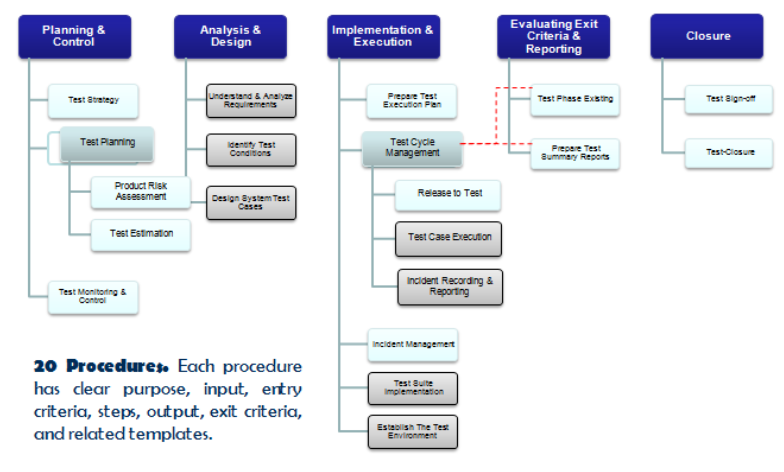 Planning &
Control
Test Strategy
Test Planning
Product Risk
Assessment
Test Estimation
Test Monitoring &
Control
Analysis &
Design
Understand & Analyze
Requirements
Identify Test
Conditions
Design System Test
Cases
Implementation &
Execution
Prepare Test
Execution Plan
Test Cycle
Management
Release to Test
Test Case Execution
Incident Recording &
Reporting
Incident Management
Test Suite
Implementation
Establish The Test
Environment
Evaluating Exit
Criteria &
Reporting
Test Phase Existing
Prepare Test
Summary Reports
Closure
Test Sign-off
Test-Closure
20 Procedures. Each procedure
has clear purpose, input, entry
criteria, steps, output, exit criteria,
and related templates.